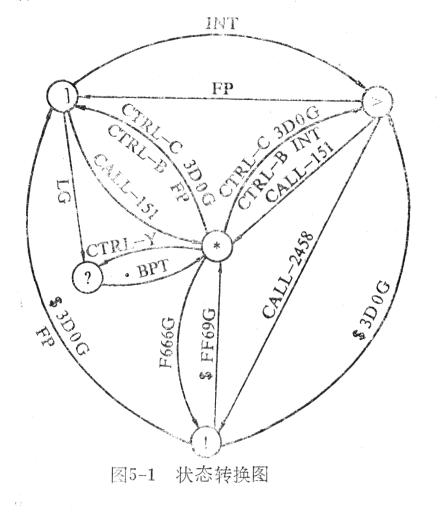 INT
]
FP
A
CTRL-C 3D0G
CTRL-B FP
CTRL-C 3D0G
CTRL-B INT
CALL-151
CALL-151
LG
*
CTRL-Y
?
·BPT
CALL-2458
F666G
$FF69G
$3D0G
FP
$3D0G
!
图5-1 状态转换图